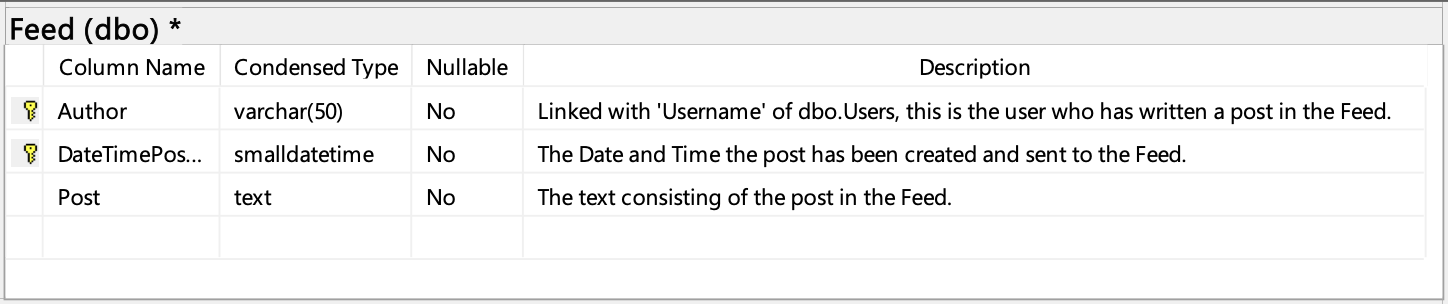 Feed (dbo) *
Column Name Condensed Type Nullable Description
Author varchar(50) No Linked with 'Username' of dbo.Users, this is the user who has written a post in the Feed.
DateTimePos... smalldatetime No The Date and Time the post has been created and sent to the Feed.
Post text No The text consisting of the post in the Feed.